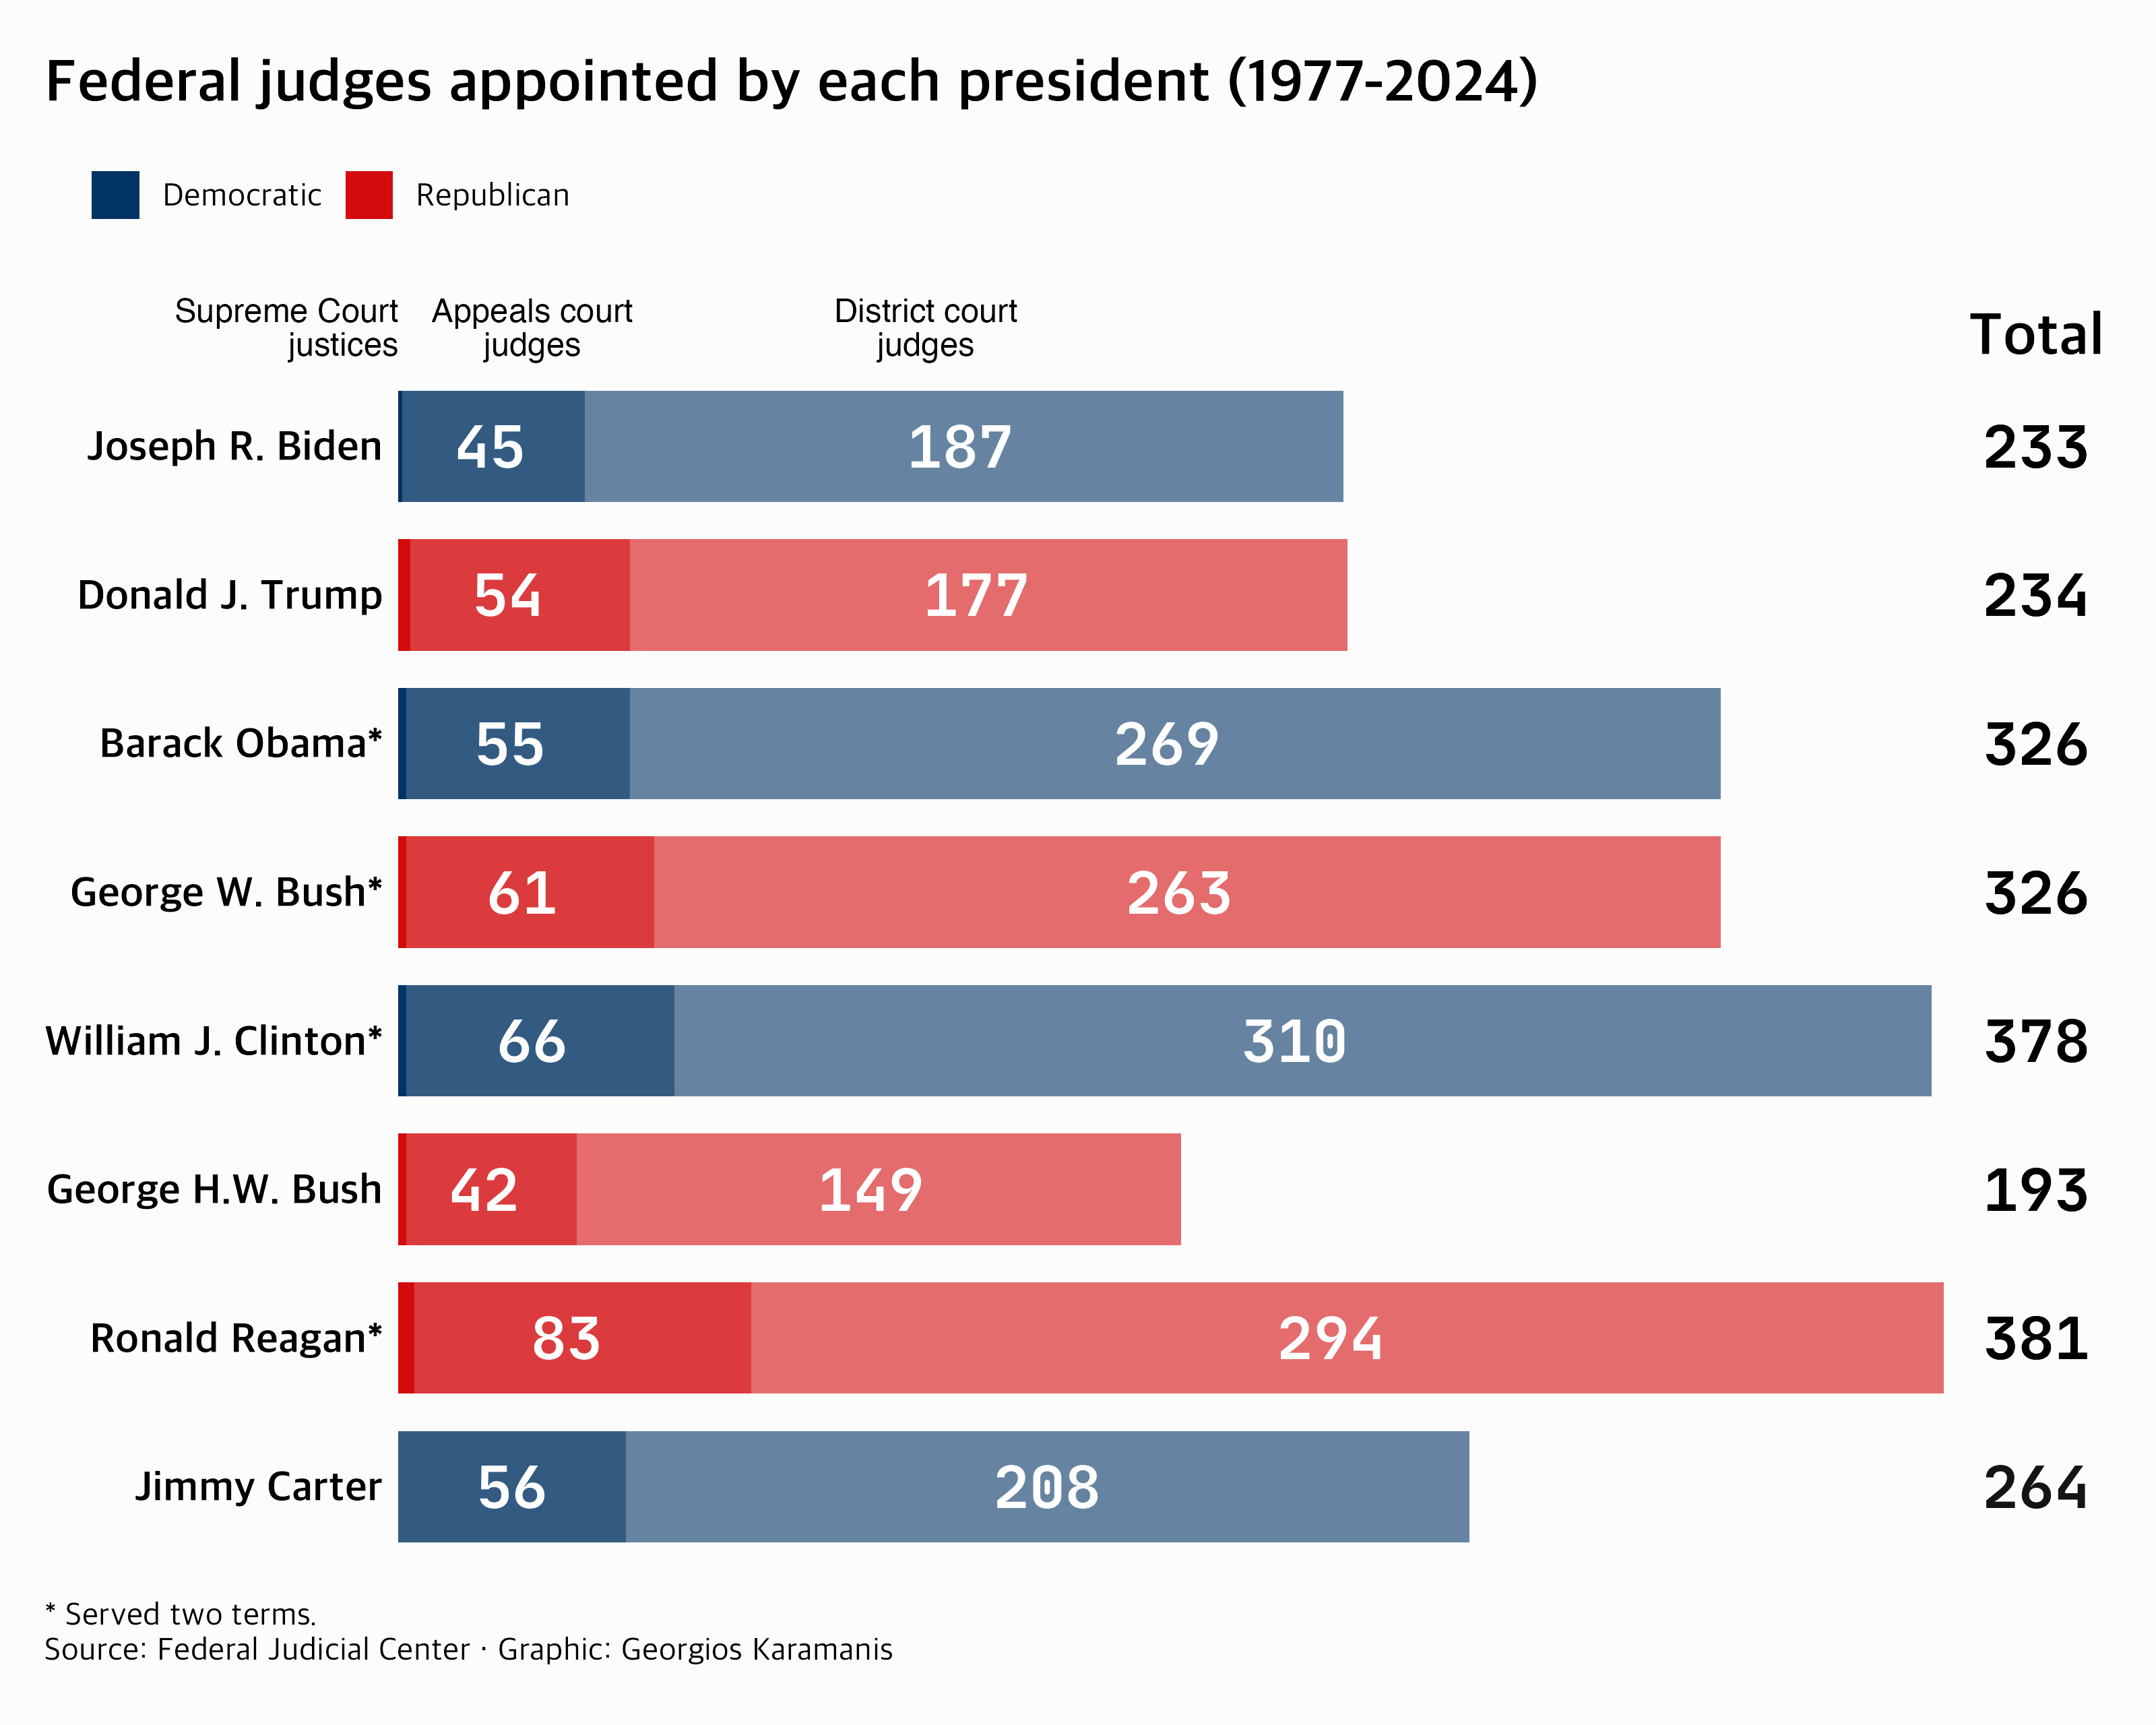 Federal judges appointed by each president (1977-2024)
Democratic Republican
Supreme Court Appeals court District court
justices judges judges
Total
Joseph R. Biden 45 187 233
Donald J. Trump 54 177 234
Barack Obama* 55 269 326
George W. Bush* 61 263 326
William J. Clinton* 66 310 378
George H.W. Bush 42 149 193
Ronald Reagan* 83 294 381
Jimmy Carter 56 208 264
* Served two terms.
Source: Federal Judicial Center · Graphic: Georgios Karamanis